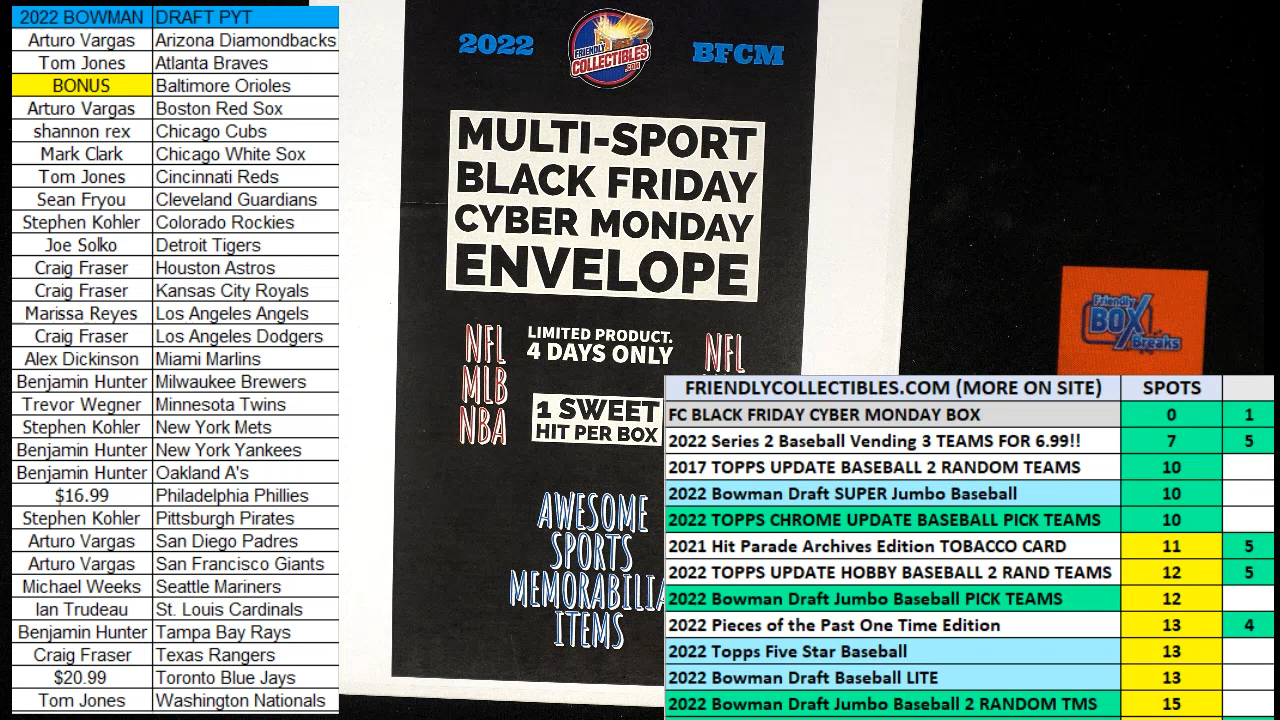 2022 BOWMAN DRAFT PYT
Arturo Vargas Arizona Diamondbacks
Tom Jones Atlanta Braves
BONUS Baltimore Orioles
Arturo Vargas Boston Red Sox
shannon rex Chicago Cubs
Mark Clark Chicago White Sox
Tom Jones Cincinnati Reds
Sean Fryou Cleveland Guardians
Stephen Kohler Colorado Rockies
Joe Solko Detroit Tigers
Craig Fraser Houston Astros
Craig Fraser Kansas City Royals
Marissa Reyes Los Angeles Angels
Craig Fraser Los Angeles Dodgers
Alex Dickinson Miami Marlins
Benjamin Hunter Milwaukee Brewers
Trevor Wegner Minnesota Twins
Stephen Kohler New York Mets
Benjamin Hunter New York Yankees
Benjamin Hunter Oakland A's
$16.99 Philadelphia Phillies
Stephen Kohler Pittsburgh Pirates
Arturo Vargas San Diego Padres
Arturo Vargas San Francisco Giants
Michael Weeks Seattle Mariners
Ian Trudeau St. Louis Cardinals
Benjamin Hunter Tampa Bay Rays
Craig Fraser Texas Rangers
$20.99 Toronto Blue Jays
Tom Jones Washington Nationals
2022 BFCM
FRIENDLY
COLLECTIBLES
.COM
MULTI-SPORT
BLACK FRIDAY
CYBER MONDAY
ENVELOPE
NFL
MLB
NBA
LIMITED PRODUCT.
4 DAYS ONLY
NFL
1 SWEET
HIT PER BOX
AWESOME
SPORTS
MEMORABILIA
ITEMS
Friendly
BOX
Breaks
FRIENDLYCOLLECTIBLES.COM (MORE ON SITE) SPOTS
FC BLACK FRIDAY CYBER MONDAY BOX 0 1
2022 Series 2 Baseball Vending 3 TEAMS FOR 6.99!! 7 5
2017 TOPPS UPDATE BASEBALL 2 RANDOM TEAMS 10
2022 Bowman Draft SUPER Jumbo Baseball 10
2022 TOPPS CHROME UPDATE BASEBALL PICK TEAMS 10
2021 Hit Parade Archives Edition TOBACCO CARD 11 5
2022 TOPPS UPDATE HOBBY BASEBALL 2 RAND TEAMS 12 5
2022 Bowman Draft Jumbo Baseball PICK TEAMS 12
2022 Pieces of the Past One Time Edition 13 4
2022 Topps Five Star Baseball 13
2022 Bowman Draft Baseball LITE 13
2022 Bowman Draft Jumbo Baseball 2 RANDOM TMS 15